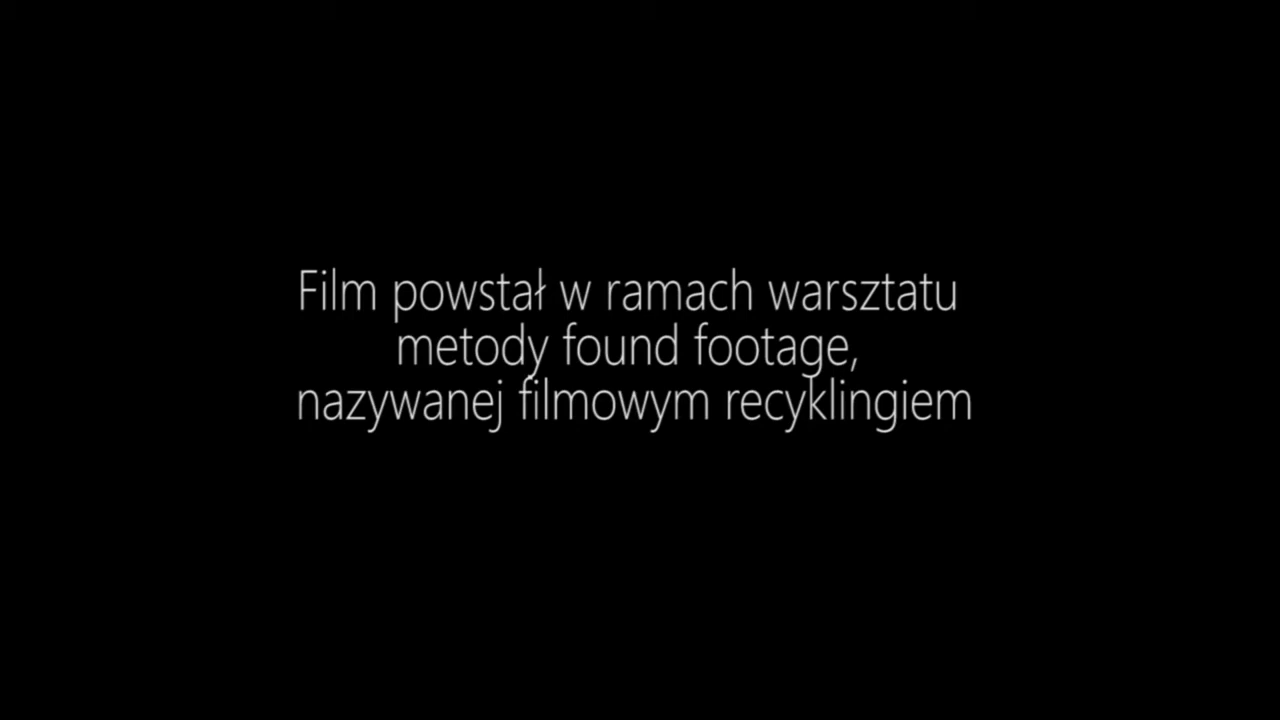 Film powstał w ramach warsztatu
metody found footage,
nazywanej filmowym recyklingiem